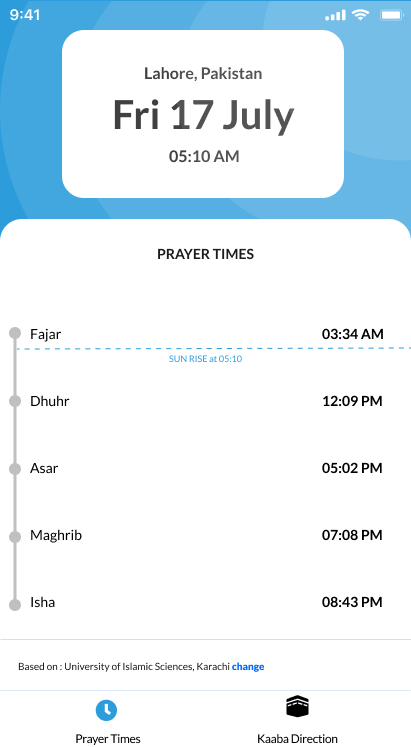 9:41
Lahore, Pakistan
Fri 17 July
05:10 AM
PRAYER TIMES
Fajar 03:34 AM
SUN RISE at 05:10
Dhuhr 12:09 PM
Asar 05:02 PM
Maghrib 07:08 PM
Isha 08:43 PM
Based on : University of Islamic Sciences, Karachi change
Prayer Times Kaaba Direction